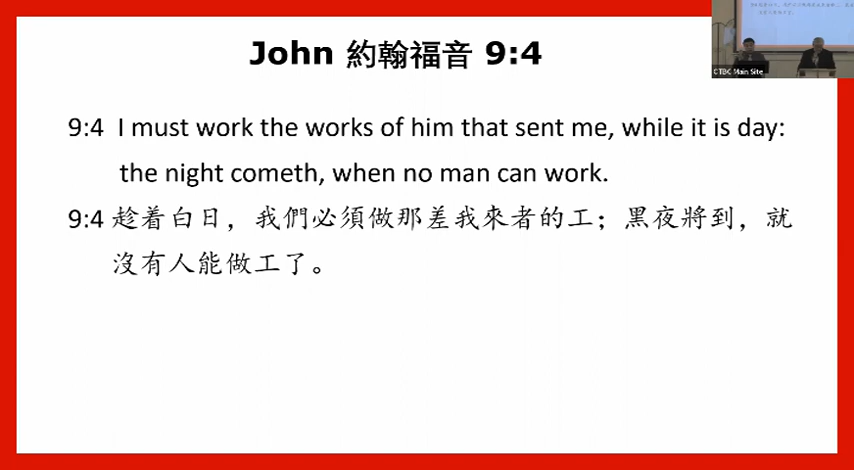 John 約翰福音 9:4
9:4 I must work the works of him that sent me, while it is day:
the night cometh, when no man can work.
9:4 趁着白日，我們必須做那差我來者的工；黑夜將到，就
沒有人能做工了。
CTBC Main Site